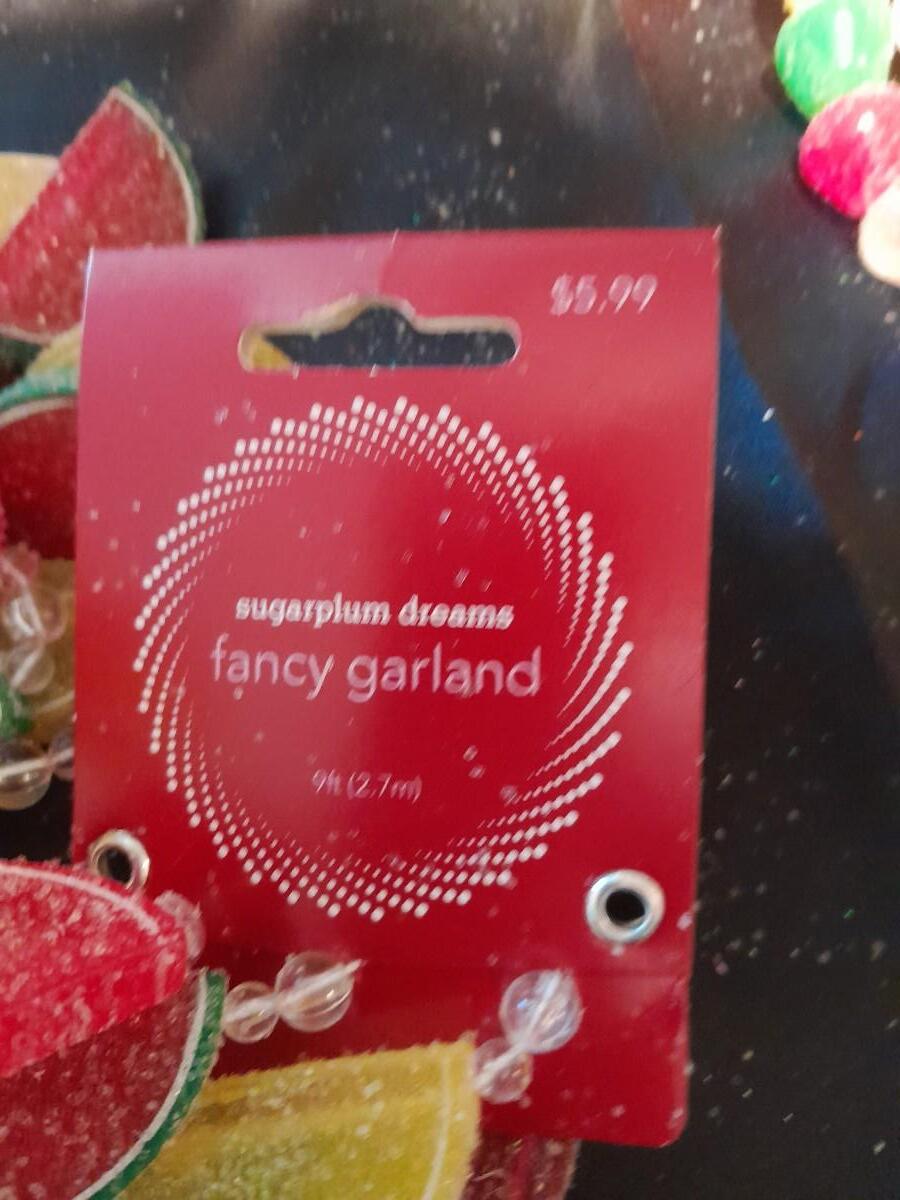 $5.99
sugarplum dreams
fancy garland
9ft (2.7m)